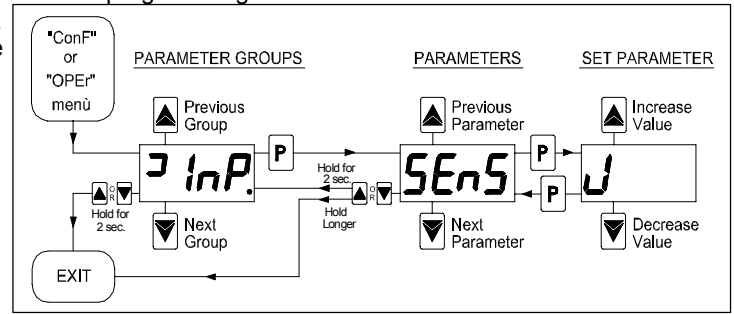 "ConF"
or
"OPEr"
menù
PARAMETER GROUPS
PARAMETERS
SET PARAMETER
Previous
Group
Previous
Parameter
Increase
Value
InP.
P
Hold for
2 sec.
SEnS
P
J
P
OR
Hold for
2 sec.
OR
Hold
Longer
Next
Group
Next
Parameter
Decrease
Value
EXIT